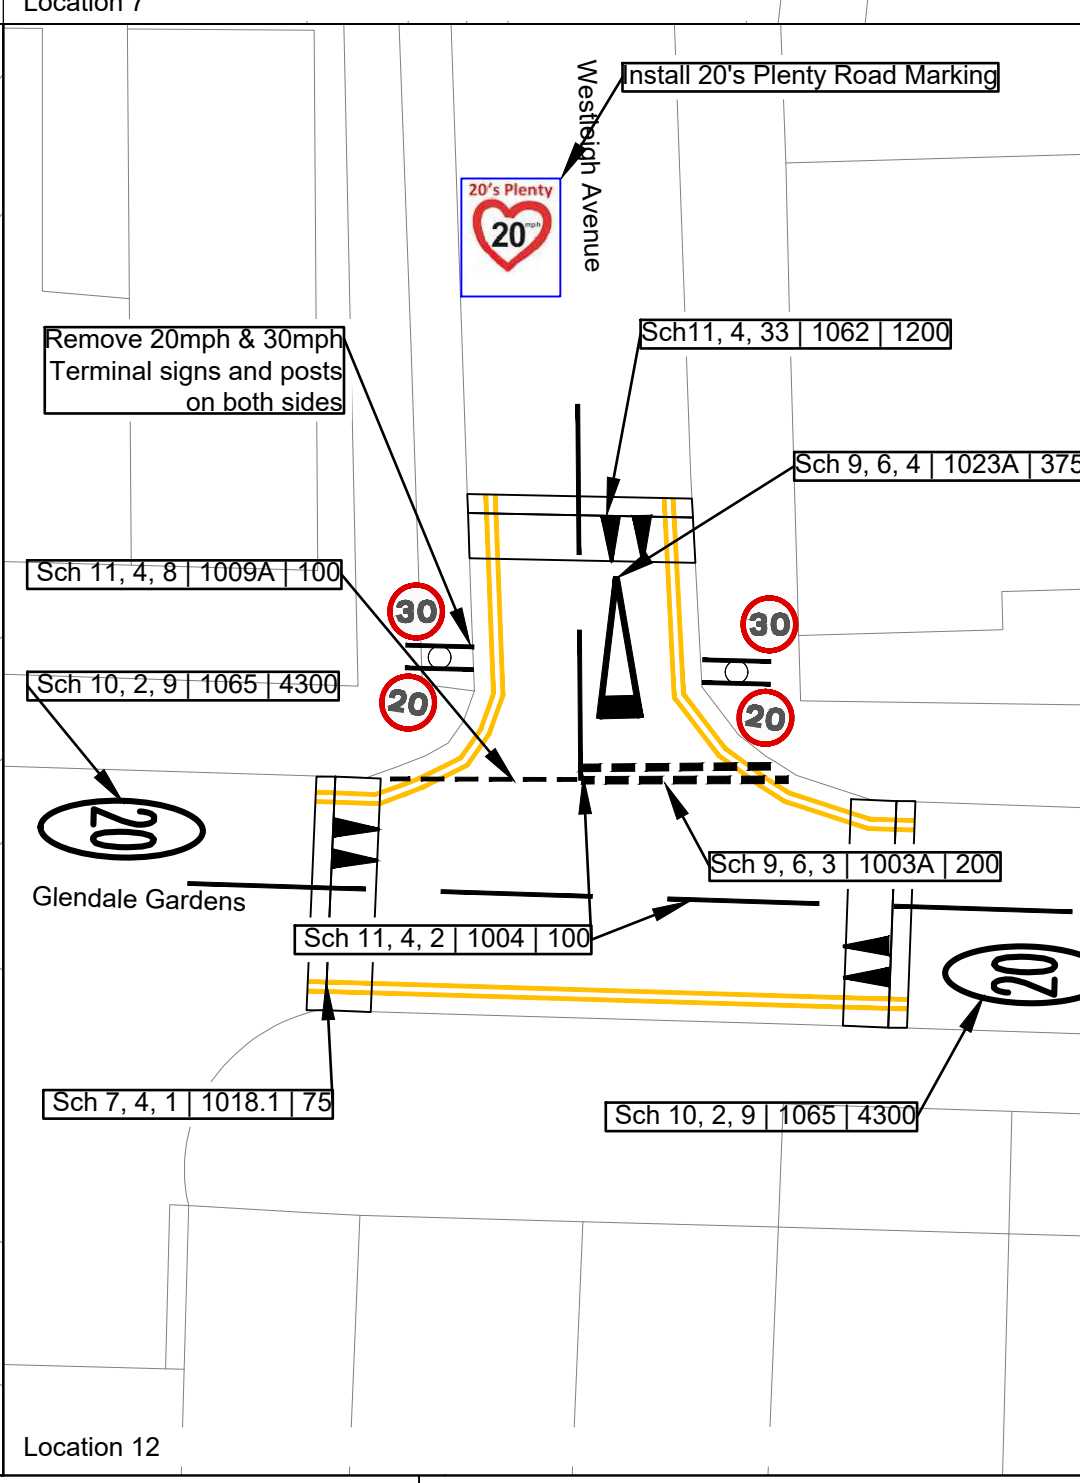 Location 7
Install 20's Plenty Road Marking
Westleigh Avenue
20's Plenty
20 mph
Remove 20mph & 30mph
Terminal signs and posts
on both sides
Sch11, 4, 33 | 1062 | 1200
Sch 9, 6, 4 | 1023A | 375
Sch 11, 4, 8 | 1009A | 100
30
30
Sch 10, 2, 9 | 1065 | 4300
20
20
20
Sch 9, 6, 3 | 1003A | 200
Glendale Gardens
Sch 11, 4, 2 | 1004 | 100
20
Sch 7, 4, 1 | 1018.1 | 75
Sch 10, 2, 9 | 1065 | 4300
Location 12